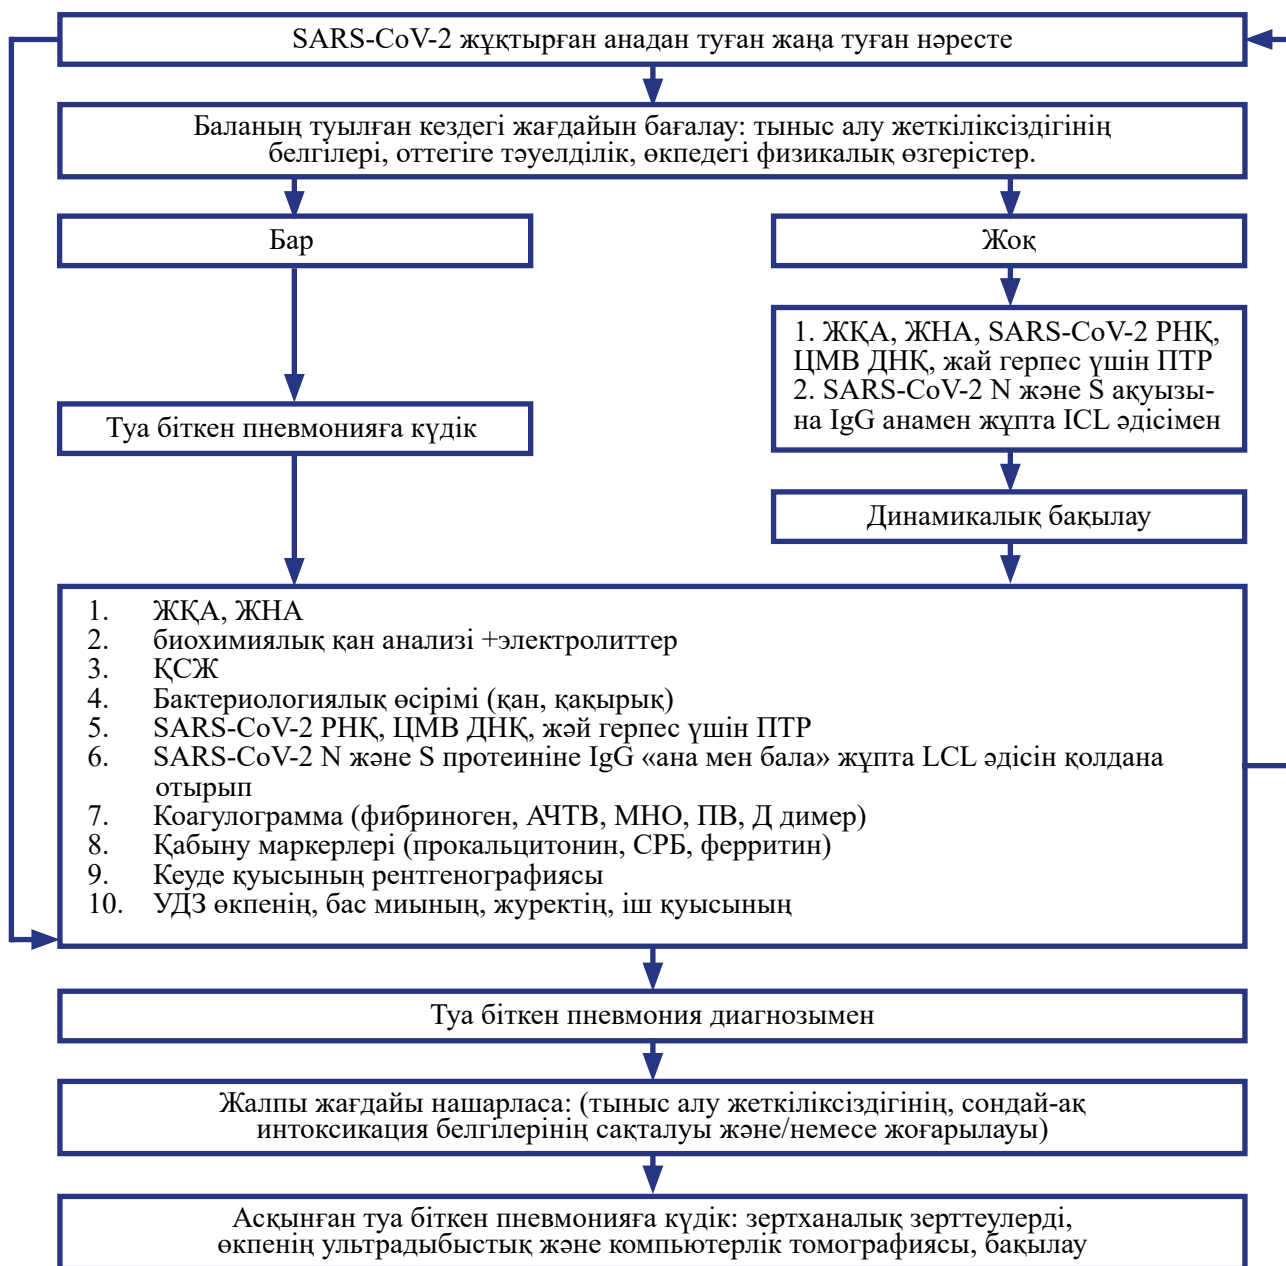 SARS-CoV-2 жұқтырған анадан туған жаңа туған нәресте
Баланың туылған кездегі жағдайын бағалау: тыныс алу жеткіліксіздігінің
белгілері, оттегіге тәуелділік, өкпедегі физикалық өзгерістер.
Бар
Жоқ
1. ЖҚА, ЖНА, SARS-CoV-2 РНҚ,
ЦМВ ДНҚ, жай герпес үшін ПТР
2. SARS-CoV-2 N және S ақуызы-
на IgG анамен жұпта ICL әдісімен
Туа біткен пневмонияға күдік
Динамикалық бақылау
1. ЖҚА, ЖНА
2. биохимиялық қан анализі +электролиттер
3. ҚСЖ
4. Бактериологиялық өсірімі (қан, қақырық)
5. SARS-CoV-2 РНҚ, ЦМВ ДНҚ, жәй герпес үшін ПТР
6. SARS-CoV-2 N және S протеиніне IgG «ана мен бала» жұпта LCL әдісін қолдана
отырып
7. Коагулограмма (фибриноген, АЧТВ, МНО, ПВ, Д димер)
8. Қабыну маркерлері (прокальцитонин, СРБ, ферритин)
9. Кеуде қуысының рентгенографиясы
10. УДЗ өкпенің, бас миының, журектің, іш қуысының
Туа біткен пневмония диагнозымен
Жалпы жағдайы нашарласа: (тыныс алу жеткіліксіздігінің, сондай-ақ
интоксикация белгілерінің сақталуы және/немесе жоғарылауы)
Асқынған туа біткен пневмонияға күдік: зертханалық зерттеулерді,
өкпенің ультрадыбыстық және компьютерлік томографиясы, бақылау